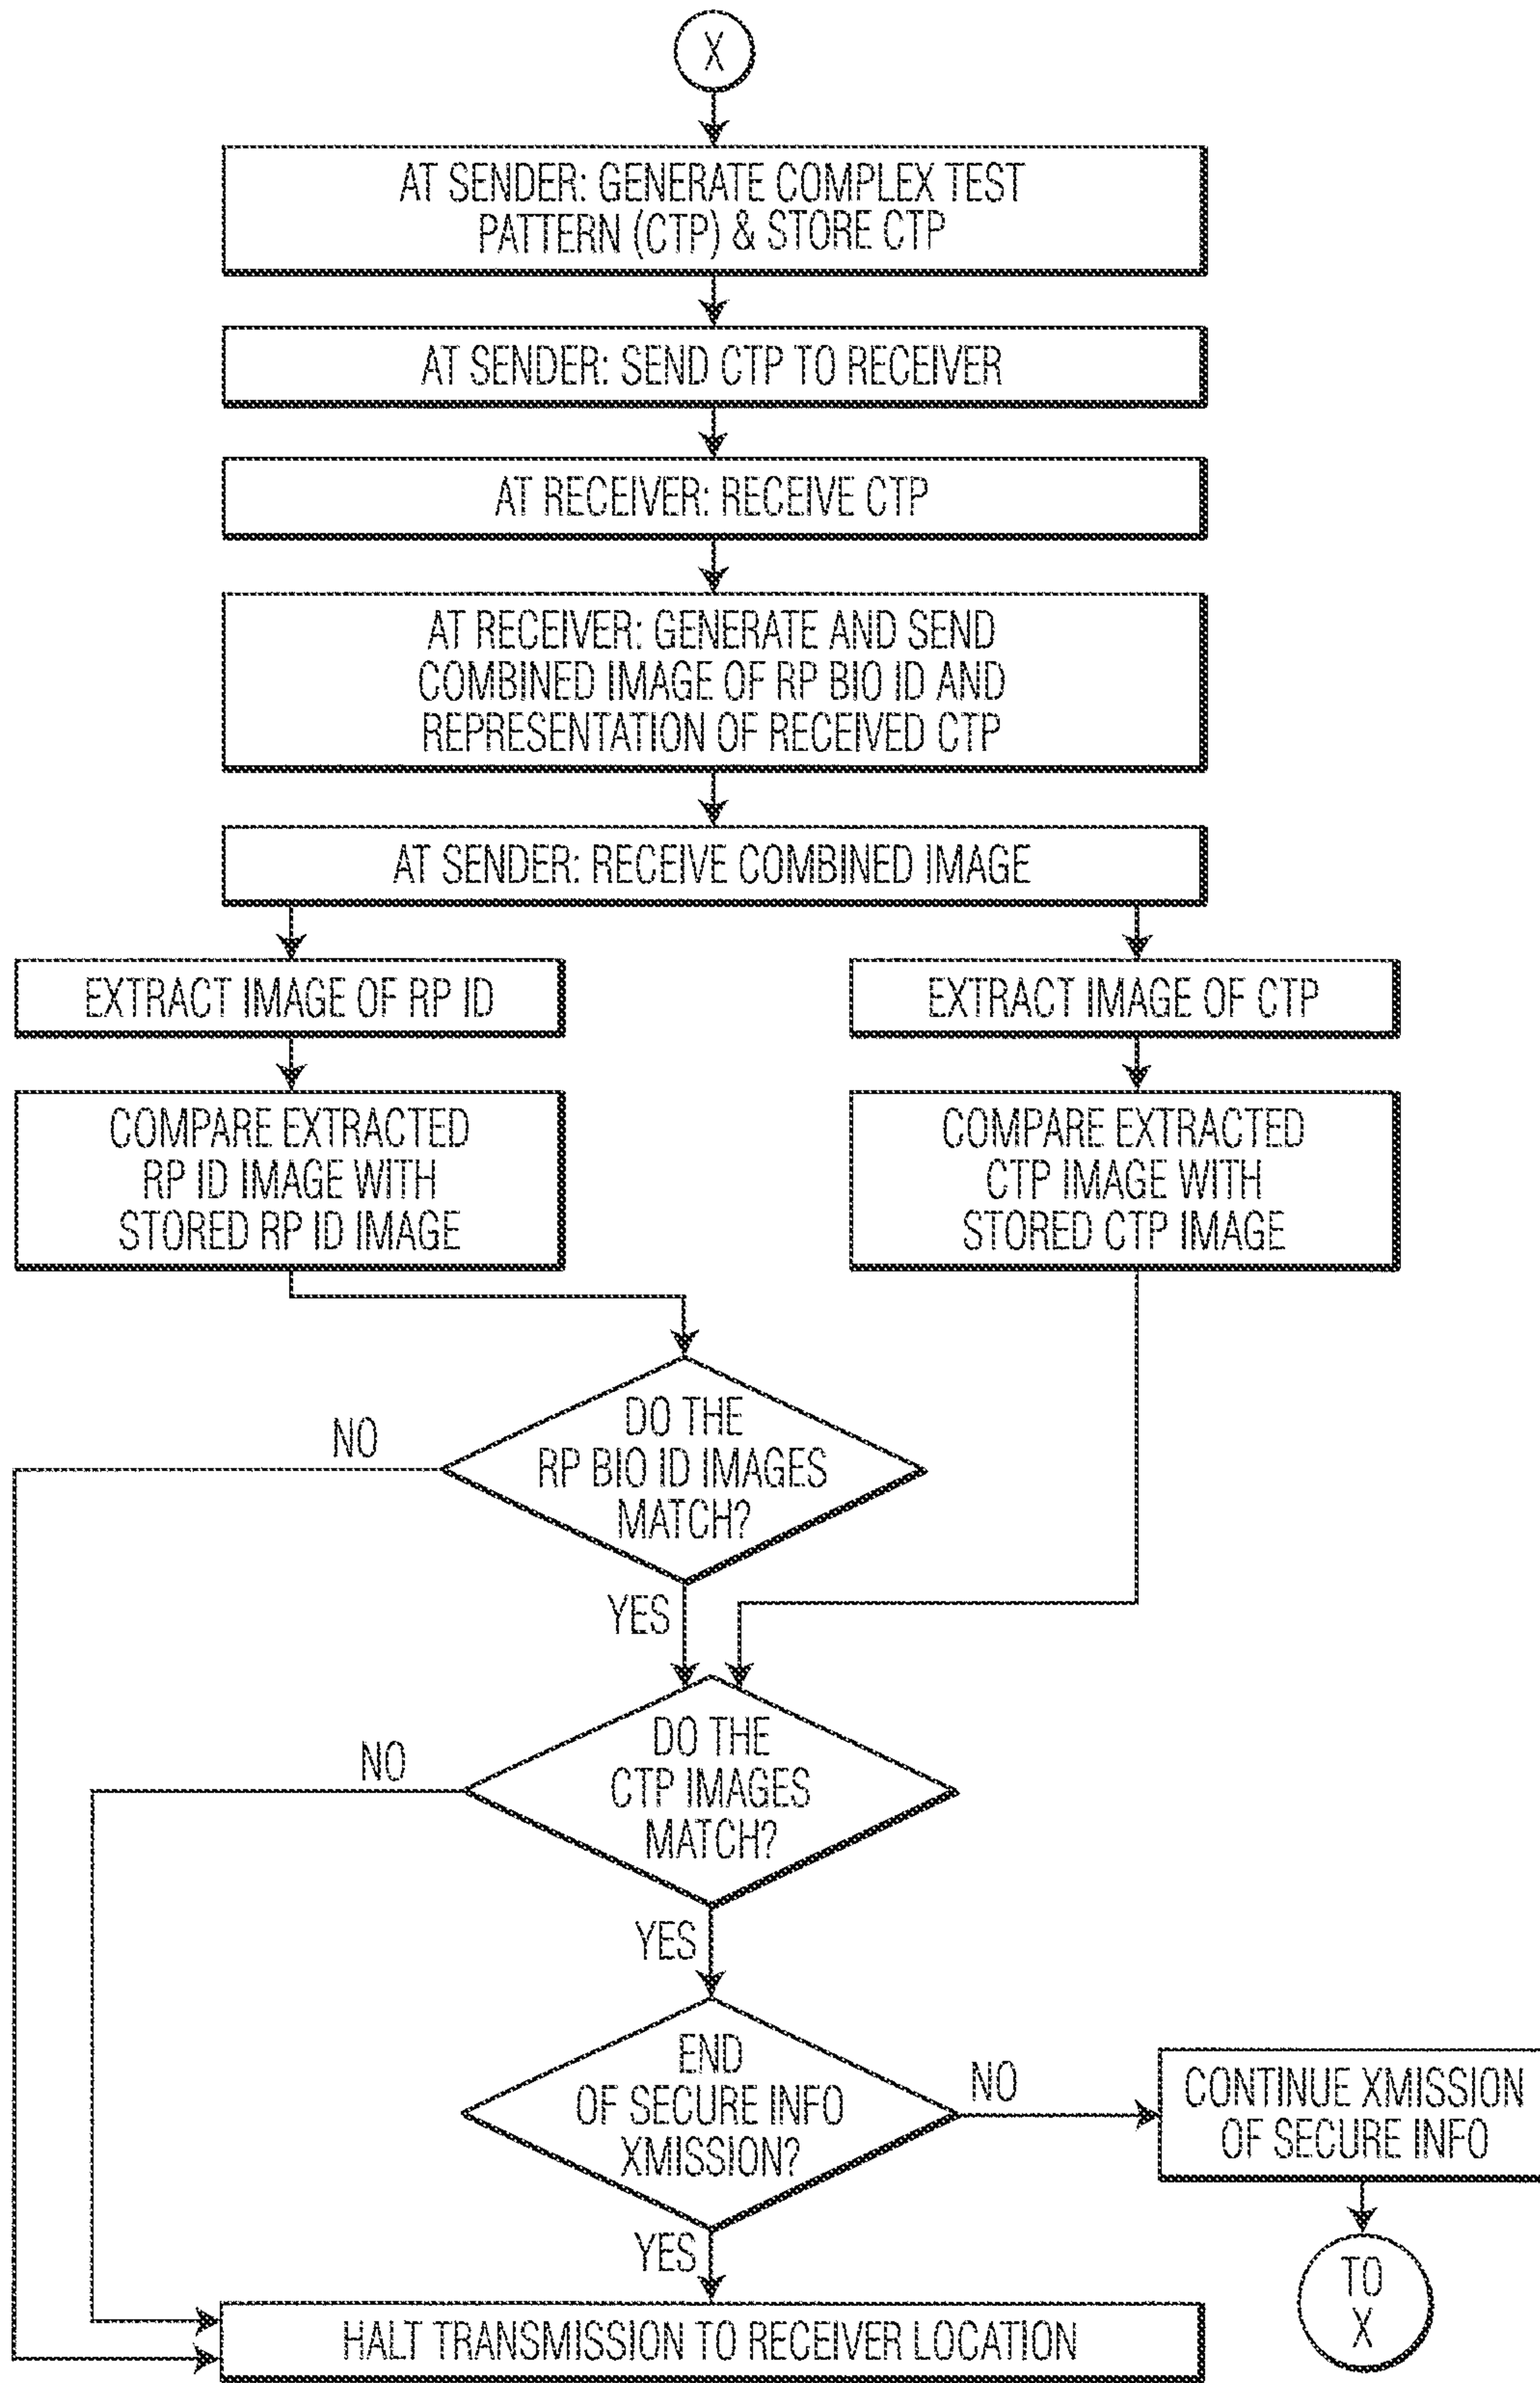 X
AT SENDER: GENERATE COMPLEX TEST
PATTERN (CTP) & STORE CTP
AT SENDER: SEND CTP TO RECEIVER
AT RECEIVER: RECEIVE CTP
AT RECEIVER: GENERATE AND SEND
COMBINED IMAGE OF RP BIO ID AND
REPRESENTATION OF RECEIVED CTP
AT SENDER: RECEIVE COMBINED IMAGE
EXTRACT IMAGE OF RP ID
EXTRACT IMAGE OF CTP
COMPARE EXTRACTED
RP ID IMAGE WITH
STORED RP ID IMAGE
COMPARE EXTRACTED
CTP IMAGE WITH
STORED CTP IMAGE
DO THE
RP BIO ID IMAGES
MATCH?
NO
YES
DO THE
CTP IMAGES
MATCH?
NO
YES
END
OF SECURE INFO
XMISSION?
NO
CONTINUE XMISSION
OF SECURE INFO
YES
TO
X
HALT TRANSMISSION TO RECEIVER LOCATION